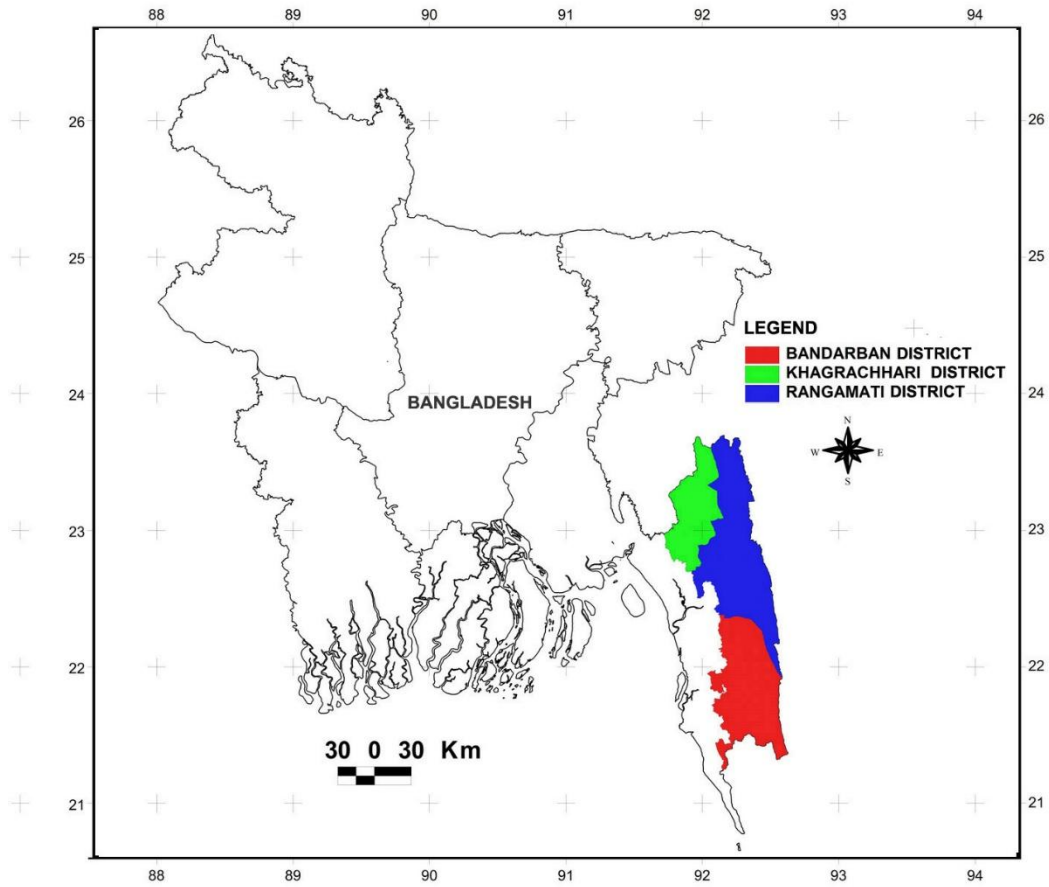 88 89 90 91 92 93 94
26 26
25 25
LEGEND
BANDARBAN DISTRICT
KHAGRACHHARI DISTRICT
RANGAMATI DISTRICT
24 24
BANGLADESH
N
W E
S
23 23
22 22
30 0 30 Km
21 21
88 89 90 91 92 93 94